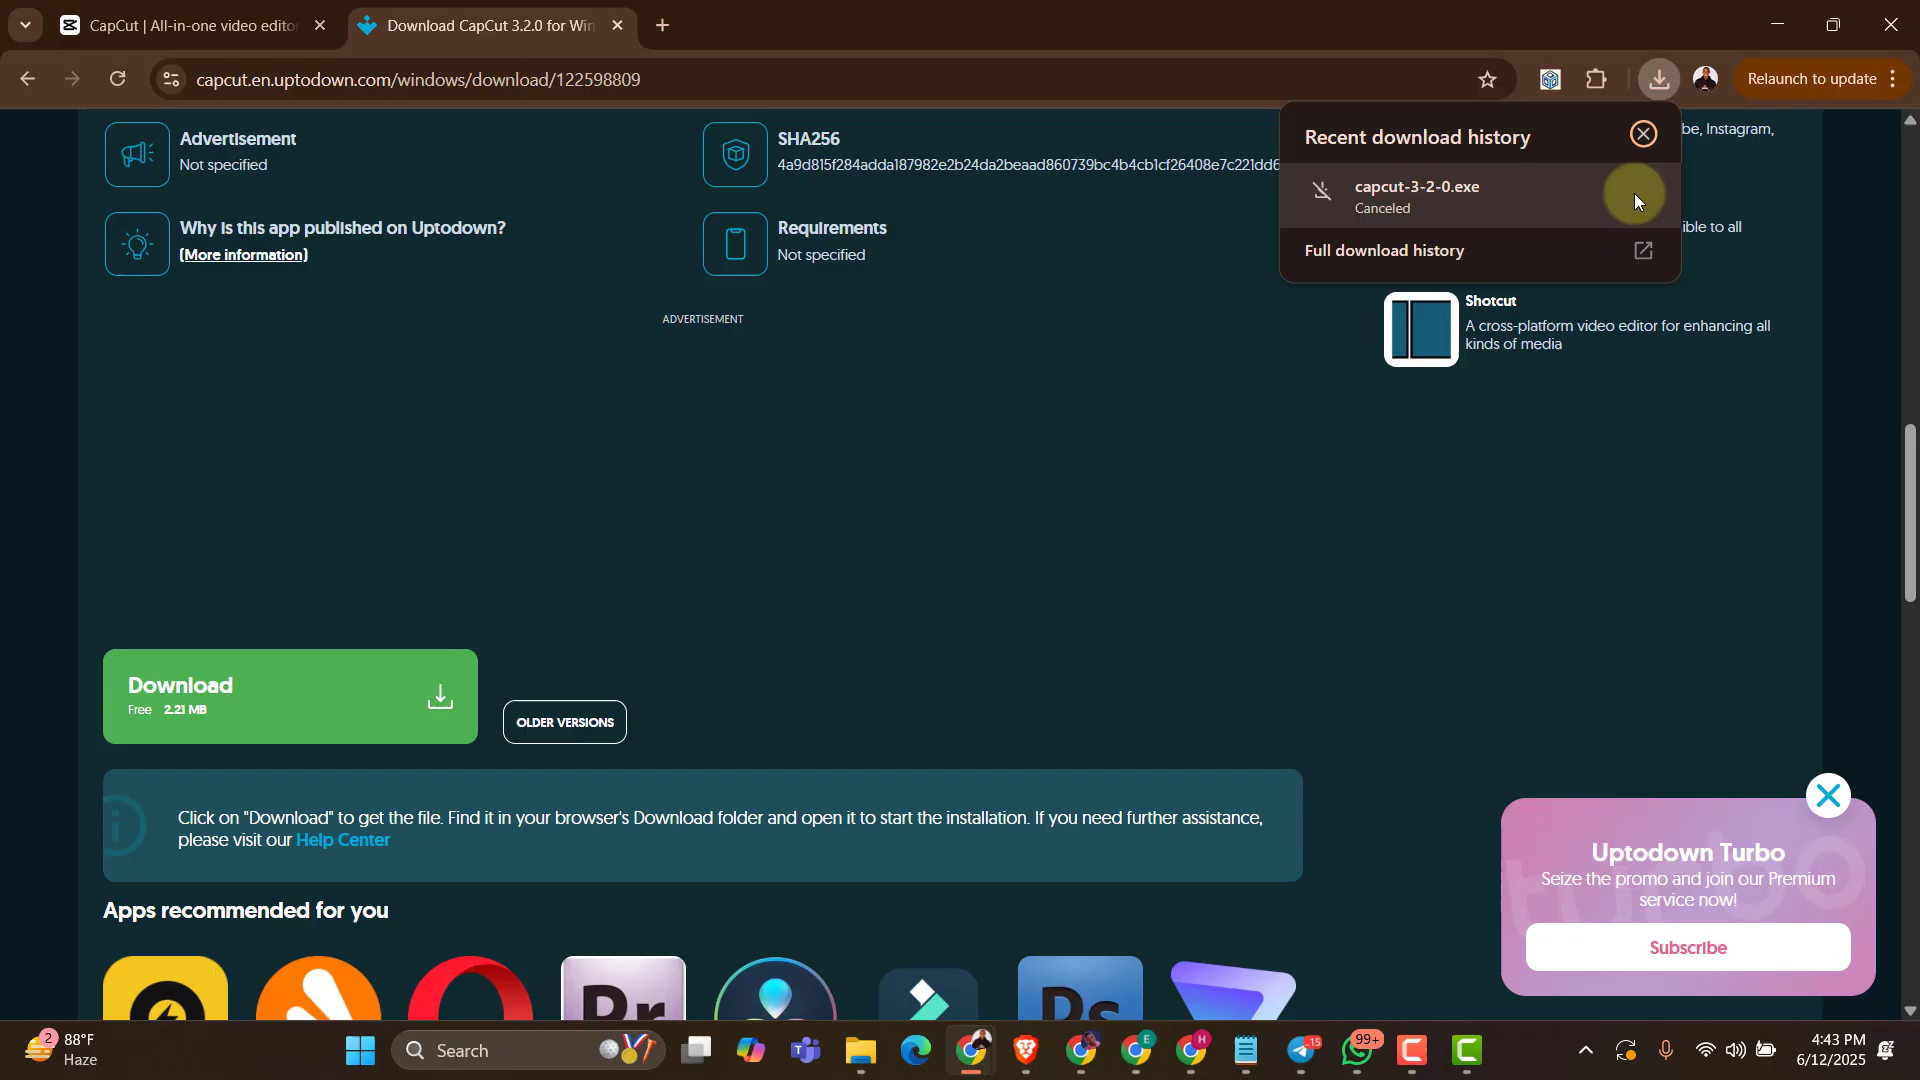 CapCut | All-in-one video editor
Download CapCut 3.2.0 for Win
capcut.en.uptodown.com/windows/download/122598809
Relaunch to update
Recent download history
capcut-3-2-0.exe
Canceled
Full download history
Advertisement
Not specified
SHA256
4a9d815f284adda187982e2b24da2beaad860739bc4b4cb1cf26408e7c221dd6
be, Instagram,
Why is this app published on Uptodown?
(More information)
Requirements
Not specified
ible to all
ADVERTISEMENT
Shotcut
A cross-platform video editor for enhancing all
kinds of media
Download
Free 2.21 MB
OLDER VERSIONS
Click on "Download" to get the file. Find it in your browser's Download folder and open it to start the installation. If you need further assistance,
please visit our Help Center
Uptodown Turbo
Seize the promo and join our Premium
service now!
Subscribe
Apps recommended for you
Pr
Ps
2
88°F
Haze
Search
E
H
15
99+
4:43 PM
6/12/2025